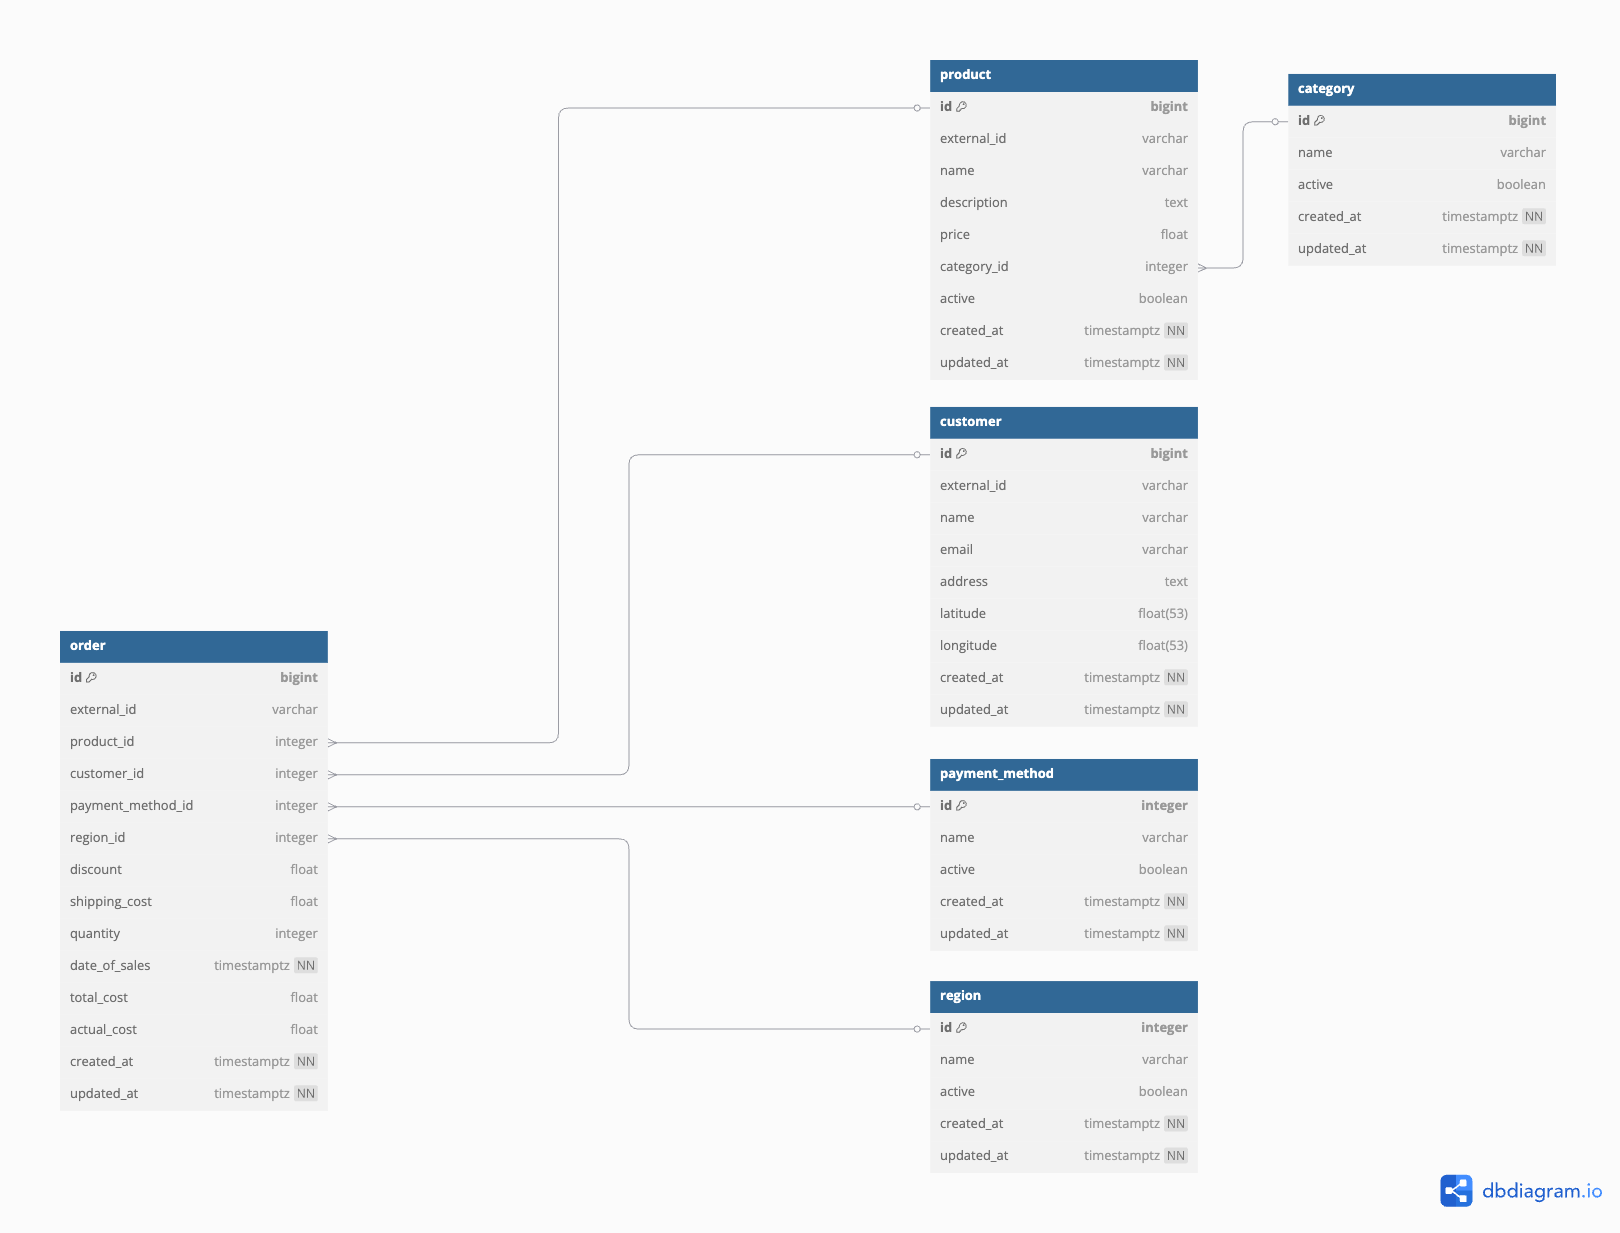 product
id bigint
external_id varchar
name varchar
description text
price float
category_id integer
active boolean
created_at timestamptz NN
updated_at timestamptz NN
category
id bigint
name varchar
active boolean
created_at timestamptz NN
updated_at timestamptz NN
customer
id bigint
external_id varchar
name varchar
email varchar
address text
latitude float(53)
longitude float(53)
created_at timestamptz NN
updated_at timestamptz NN
order
id bigint
external_id varchar
product_id integer
customer_id integer
payment_method_id integer
region_id integer
discount float
shipping_cost float
quantity integer
date_of_sales timestamptz NN
total_cost float
actual_cost float
created_at timestamptz NN
updated_at timestamptz NN
payment_method
id integer
name varchar
active boolean
created_at timestamptz NN
updated_at timestamptz NN
region
id integer
name varchar
active boolean
created_at timestamptz NN
updated_at timestamptz NN
dbdiagram.io